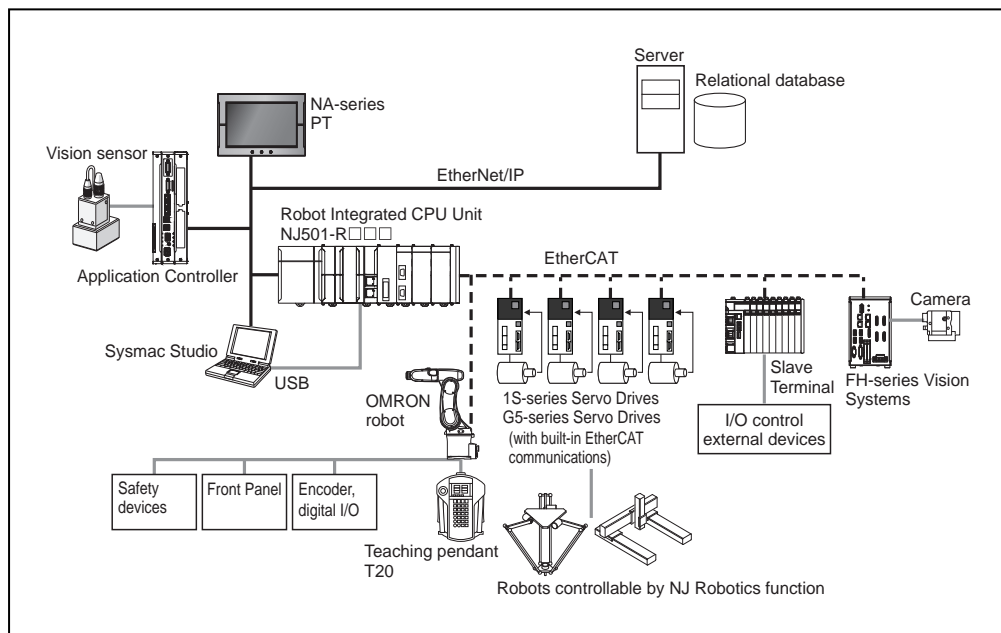 Server
Relational database
NA-series
PT
Vision sensor
EtherNet/IP
Robot Integrated CPU Unit
NJ501-R□□□
Application Controller
EtherCAT
Camera
Sysmac Studio
USB
OMRON
robot
1S-series Servo Drives
G5-series Servo Drives
(with built-in EtherCAT
communications)
Slave
Terminal
FH-series Vision
Systems
I/O control
external devices
Safety
devices
Front Panel
Encoder,
digital I/O
Teaching pendant
T20
Robots controllable by NJ Robotics function